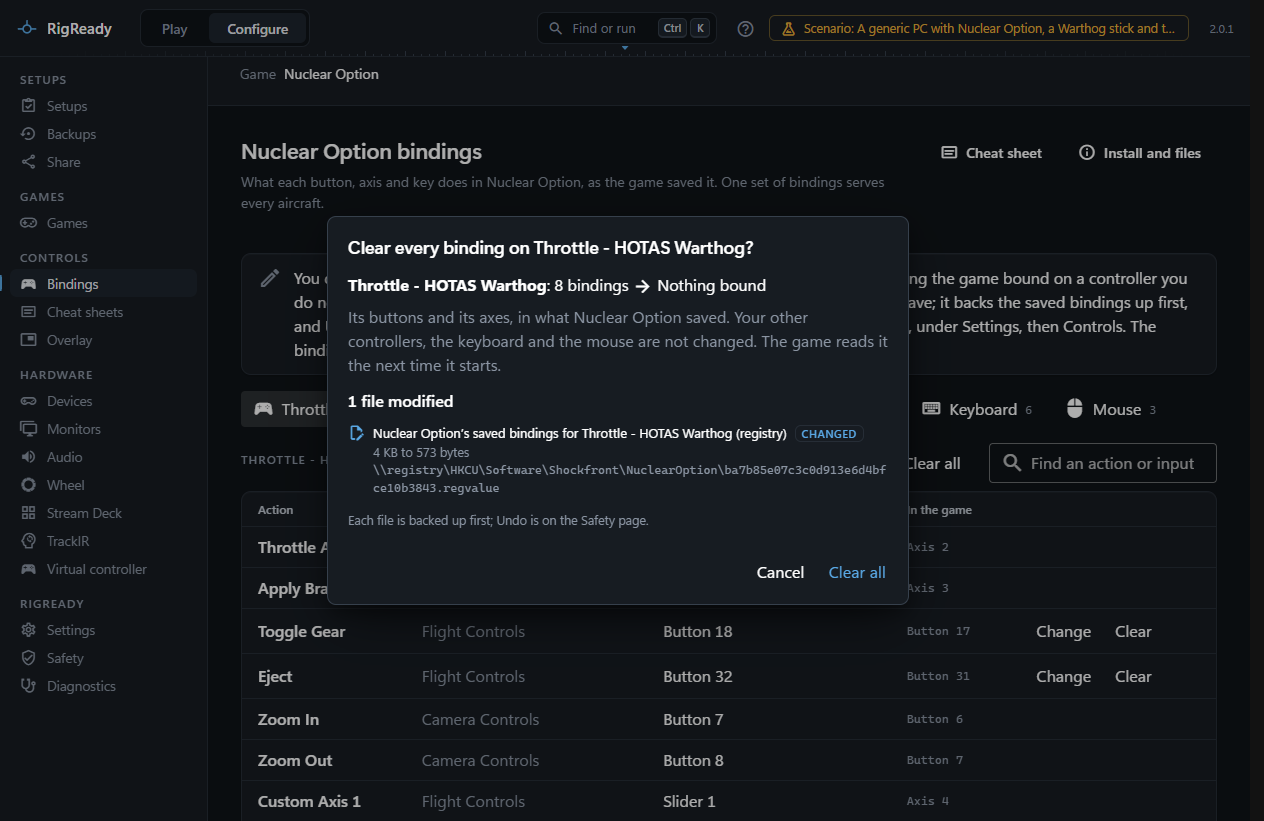 RigReady
Play
Configure
Find or run
Ctrl
K
Scenario: A generic PC with Nuclear Option, a Warthog stick and t...
2.0.1
SETUPS
Setups
Backups
Share
GAMES
Games
CONTROLS
Bindings
Cheat sheets
Overlay
HARDWARE
Devices
Monitors
Audio
Wheel
Stream Deck
TrackIR
Virtual controller
RIGREADY
Settings
Safety
Diagnostics
Game Nuclear Option
Nuclear Option bindings
Cheat sheet
Install and files
What each button, axis and key does in Nuclear Option, as the game saved it. One set of bindings serves
every aircraft.
You
ng the game bound on a controller you
do
ave; it backs the saved bindings up first,
and
, under Settings, then Controls. The
bind
Clear every binding on Throttle - HOTAS Warthog?
Throttle - HOTAS Warthog: 8 bindings → Nothing bound
Its buttons and its axes, in what Nuclear Option saved. Your other
controllers, the keyboard and the mouse are not changed. The game reads it
the next time it starts.
1 file modified
Nuclear Option's saved bindings for Throttle - HOTAS Warthog (registry) CHANGED
4 KB to 573 bytes
\\registry\HKCU\Software\Shockfront\NuclearOption\ba7b85e07c3c0d913e6d4bf
ce10b3843.regvalue
Each file is backed up first; Undo is on the Safety page.
Cancel
Clear all
Thrott
Keyboard 6
Mouse 3
THROTTLE - H
Clear all
Find an action or input
Action
In the game
Throttle A
Axis 2
Apply Bra
Axis 3
Toggle Gear Flight Controls Button 18 Button 17 Change Clear
Eject Flight Controls Button 32 Button 31 Change Clear
Zoom In Camera Controls Button 7 Button 6
Zoom Out Camera Controls Button 8 Button 7
Custom Axis 1 Flight Controls Slider 1 Axis 4